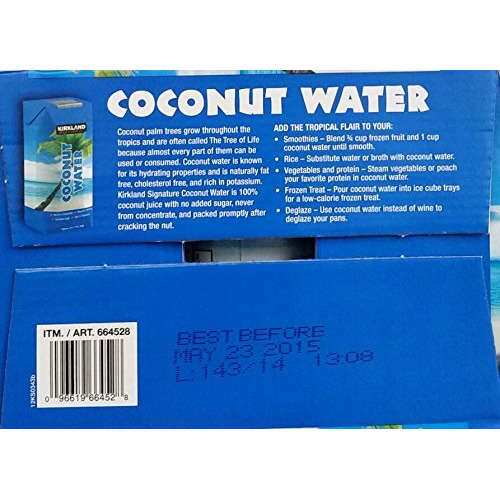 COCONUT WATER
KIRKLAND
COCONUT
WATER
Coconut palm trees grow throughout the
tropics and are often called The Tree of Life
because almost every part of them can be
used or consumed. Coconut water is known
for its hydrating properties and is naturally fat
free, cholesterol free, and rich in potassium.
Kirkland Signature Coconut Water is 100%
coconut juice with no added sugar, never
from concentrate, and packed promptly after
cracking the nut.
ADD THE TROPICAL FLAIR TO YOUR:
• Smoothies – Blend ¾ cup frozen fruit and 1 cup
coconut water until smooth.
• Rice – Substitute water or broth with coconut water.
• Vegetables and protein – Steam vegetables or poach
your favorite protein in coconut water.
• Frozen Treat – Pour coconut water into ice cube trays
for a low-calorie frozen treat.
• Deglaze – Use coconut water instead of wine to
deglaze your pans.
ITM. / ART. 664528
0 96619 66452 8
12KS0343b
BEST BEFORE
MAY 23 2015
L:143/14 13:08